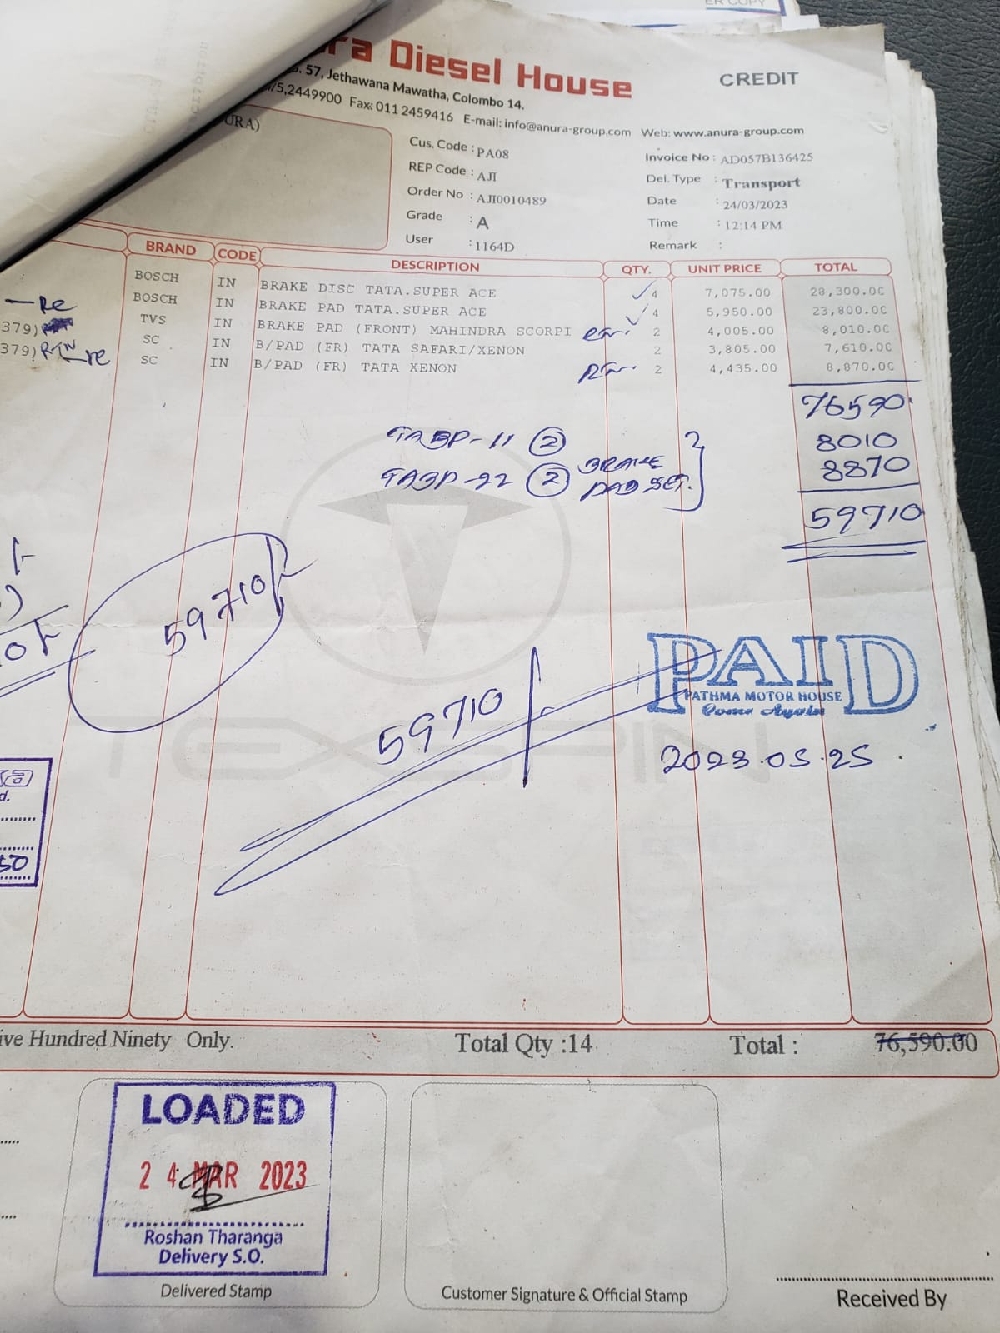 Diesel House
CREDIT
57, Jethawana Mawatha, Colombo 14.
2449900 Fax: 011 2459416 E-mail: info@anura-group.com Web: www.anura-group.com
URA)
Cus. Code : PA08
REP Code : AJI
Order No : AJI0010489
Grade : A
User : 1164D
Invoice No : AD057B136425
Del. Type : Transport
Date : 24/03/2023
Time : 12:14 PM
Remark :
BRAND CODE DESCRIPTION QTY. UNIT PRICE TOTAL
BOSCH IN BRAKE DISC TATA.SUPER ACE 4 7,075.00 28,300.00
BOSCH IN BRAKE PAD TATA.SUPER ACE 4 5,950.00 23,800.00
379) TVS IN BRAKE PAD (FRONT) MAHINDRA SCORPI 2 4,005.00 8,010.00
379) SC IN B/PAD (FR) TATA SAFARI/XENON 2 3,805.00 7,610.00
SC IN B/PAD (FR) TATA XENON 2 4,435.00 8,870.00
76590
8010
8870
59710
TABP-11 2
TABP-22 2 BRAKE PAD SET.
59710/-
59710/-
PAID
PATHMA MOTOR HOUSE
Come Again
2023.03.25
TEXSPIN
50
ive Hundred Ninety Only.
Total Qty :14
Total : 76,590.00
LOADED
24 MAR 2023
Roshan Tharanga
Delivery S.O.
Delivered Stamp
Customer Signature & Official Stamp
Received By